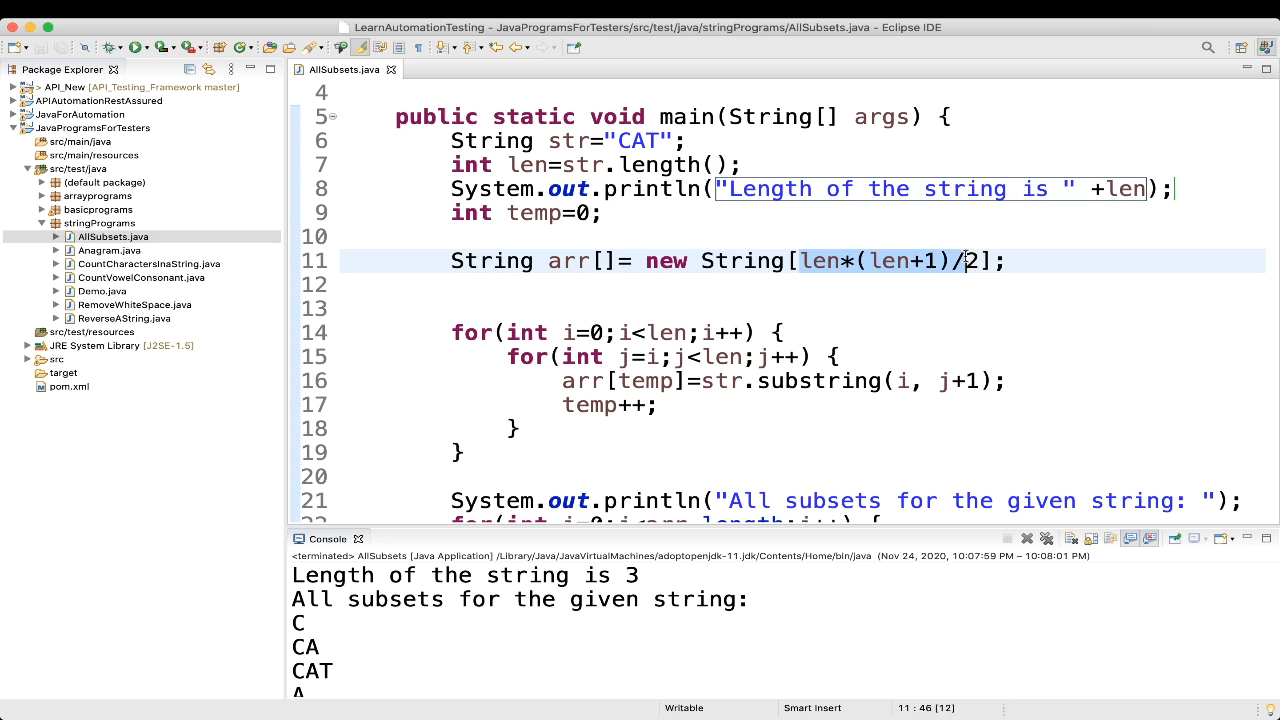 LearnAutomationTesting - JavaProgramsForTesters/src/test/java/stringPrograms/AllSubsets.java - Eclipse IDE
Package Explorer
> API_New [API_Testing_Framework master]
APIAutomationRestAssured
JavaForAutomation
JavaProgramsForTesters
src/main/java
src/main/resources
src/test/java
(default package)
arrayprograms
basicprograms
stringPrograms
AllSubsets.java
Anagram.java
CountCharactersInaString.java
CountVowelConsonant.java
Demo.java
RemoveWhiteSpace.java
ReverseAString.java
src/test/resources
JRE System Library [J2SE-1.5]
src
target
pom.xml
AllSubsets.java
4
5 public static void main(String[] args) {
6 String str="CAT";
7 int len=str.length();
8 System.out.println("Length of the string is " +len);
9 int temp=0;
10
11 String arr[]= new String[len*(len+1)/2];
12
13
14 for(int i=0;i<len;i++) {
15 for(int j=i;j<len;j++) {
16 arr[temp]=str.substring(i, j+1);
17 temp++;
18 }
19 }
20
21 System.out.println("All subsets for the given string: ");
22 for(int i=0;i<arr.length;i++) {
Console
<terminated> AllSubsets [Java Application] /Library/Java/JavaVirtualMachines/adoptopenjdk-11.jdk/Contents/Home/bin/java (Nov 24, 2020, 10:07:59 PM – 10:08:01 PM)
Length of the string is 3
All subsets for the given string:
C
CA
CAT
A
Writable
Smart Insert
11 : 46 [12]